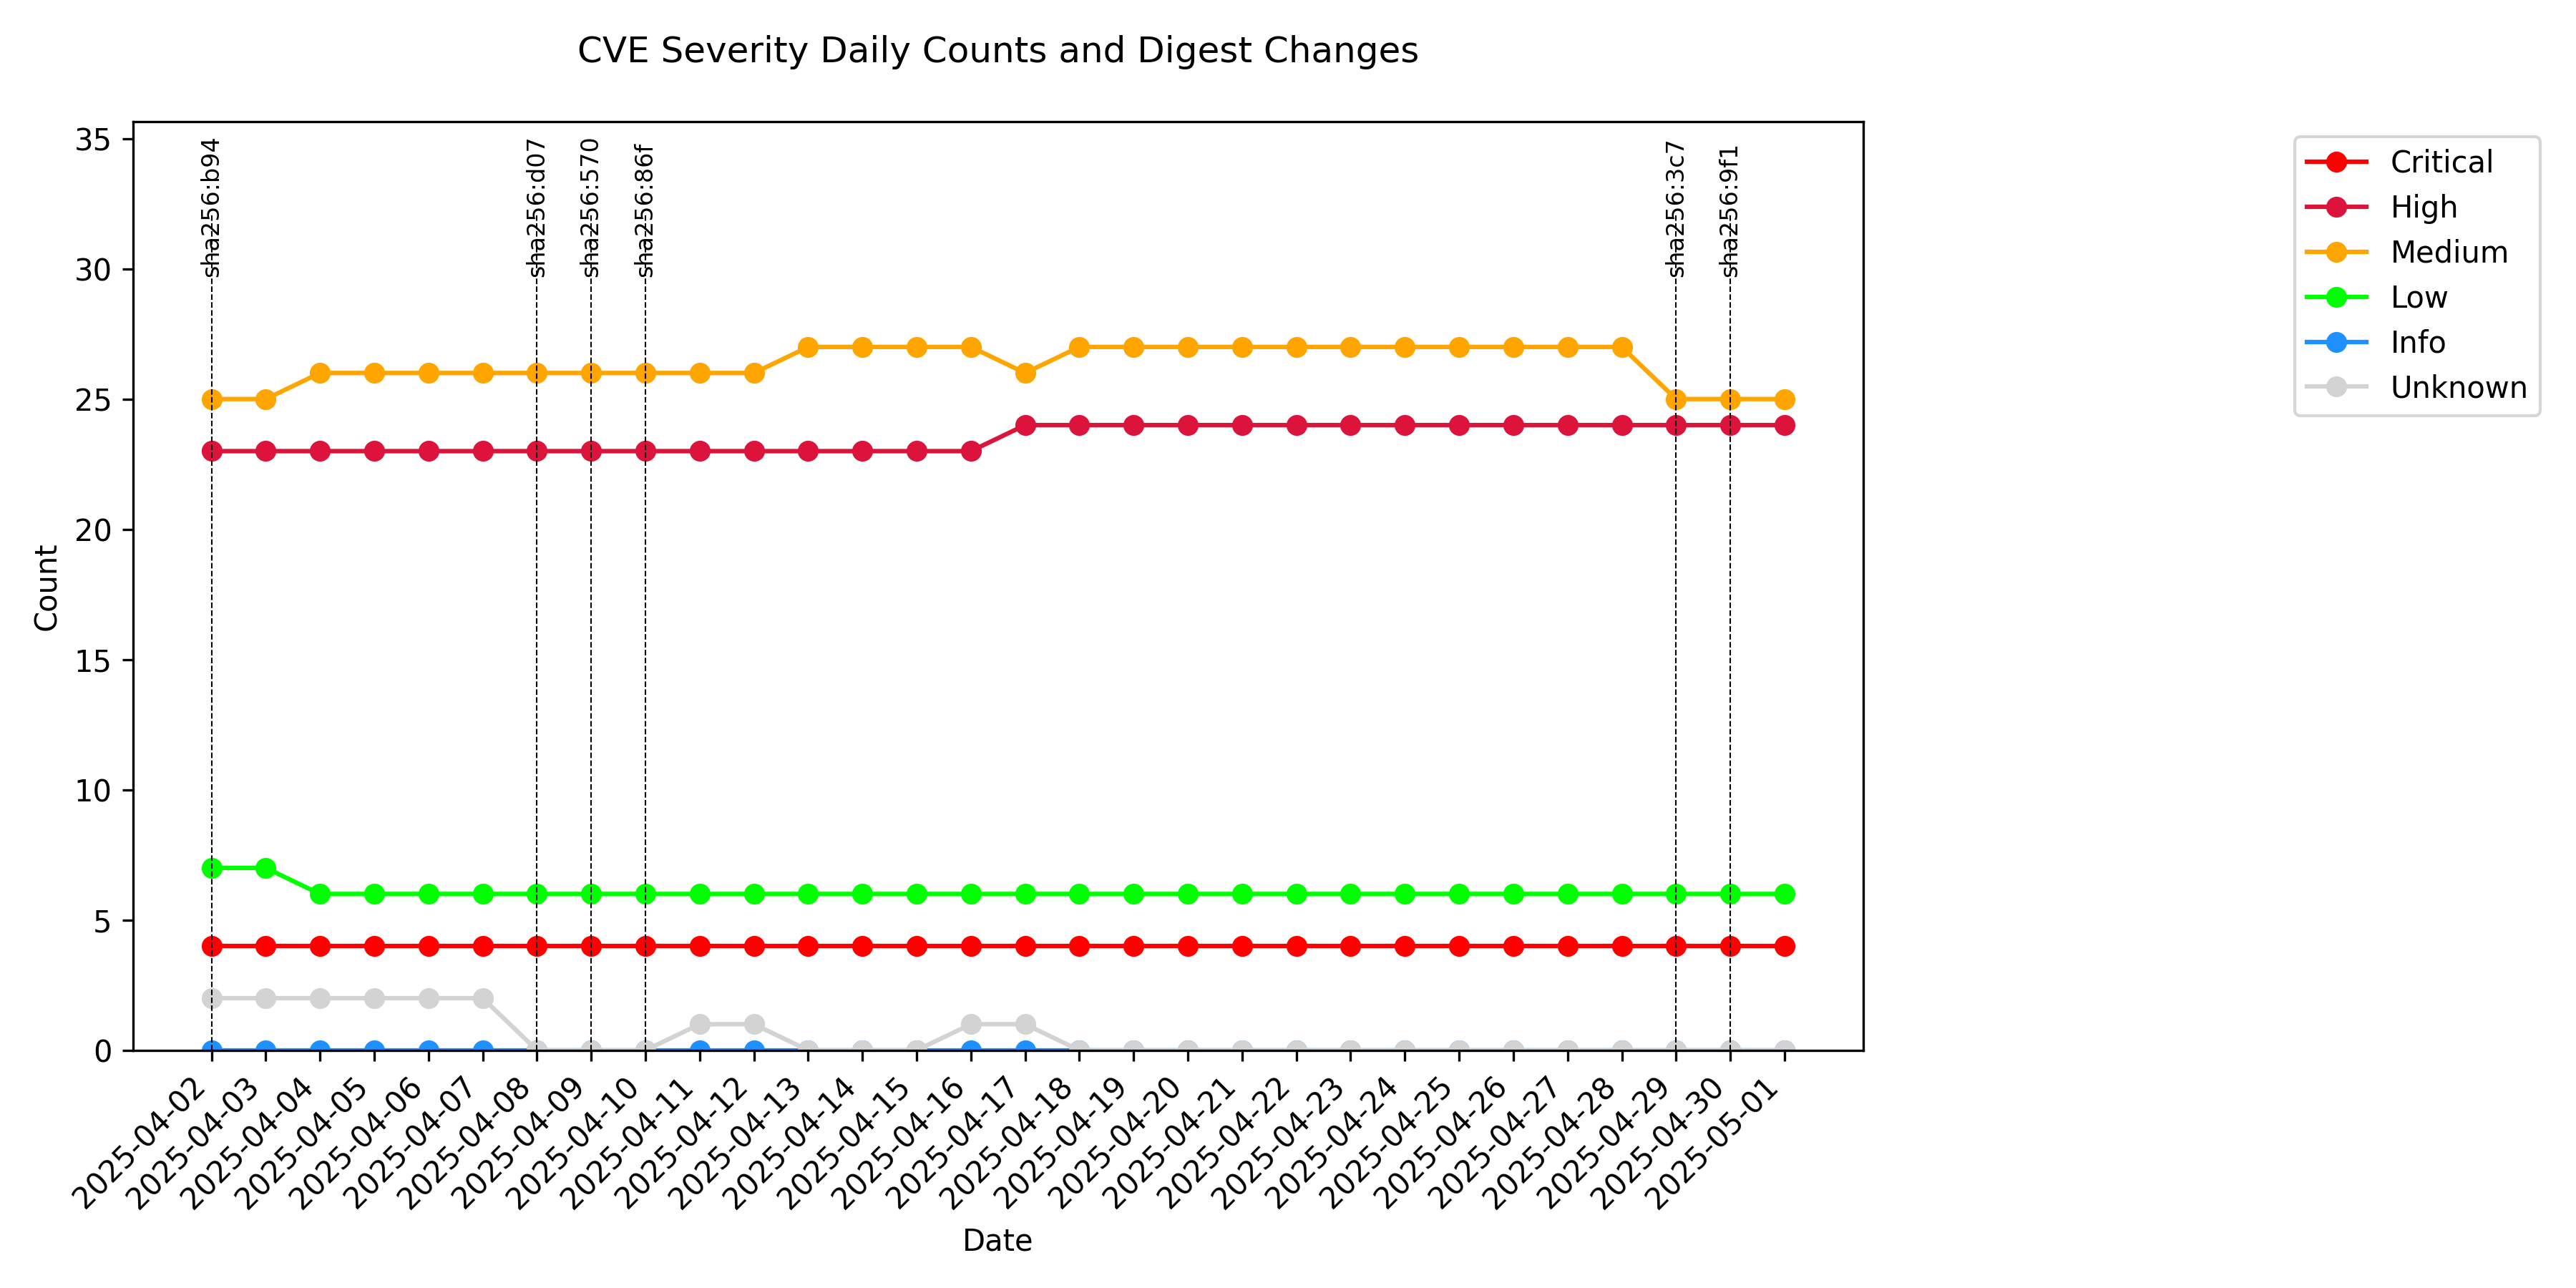 CVE Severity Daily Counts and Digest Changes
35
30
25
20
15
10
5
0
Count
sha256:b94
sha256:d07
sha256:570
sha256:86f
sha256:3c7
sha256:9f1
Critical
High
Medium
Low
Info
Unknown
2025-04-02
2025-04-03
2025-04-04
2025-04-05
2025-04-06
2025-04-07
2025-04-08
2025-04-09
2025-04-10
2025-04-11
2025-04-12
2025-04-13
2025-04-14
2025-04-15
2025-04-16
2025-04-17
2025-04-18
2025-04-19
2025-04-20
2025-04-21
2025-04-22
2025-04-23
2025-04-24
2025-04-25
2025-04-26
2025-04-27
2025-04-28
2025-04-29
2025-04-30
2025-05-01
Date